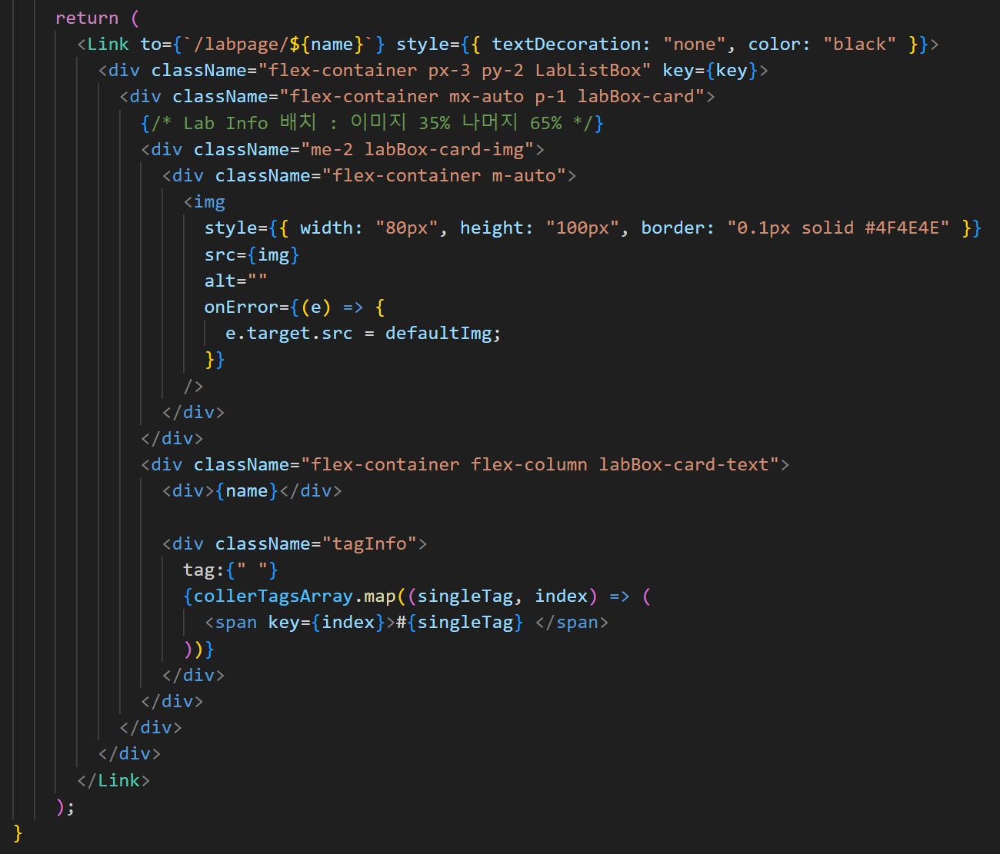 return (
<Link to={`/labpage/${name}`} style={{ textDecoration: "none", color: "black" }}>
<div className="flex-container px-3 py-2 LabListBox" key={key}>
<div className="flex-container mx-auto p-1 labBox-card">
{/* Lab Info 배치 : 이미지 35% 나머지 65% */}
<div className="me-2 labBox-card-img">
<div className="flex-container m-auto">
<img
style={{ width: "80px", height: "100px", border: "0.1px solid #4F4E4E" }}
src={img}
alt=""
onError={(e) => {
e.target.src = defaultImg;
}}
/>
</div>
</div>
<div className="flex-container flex-column labBox-card-text">
<div>{name}</div>
<div className="tagInfo">
tag:{" "}
{collerTagsArray.map((singleTag, index) => (
<span key={index}>#{singleTag} </span>
))}
</div>
</div>
</div>
</div>
</Link>
);
}